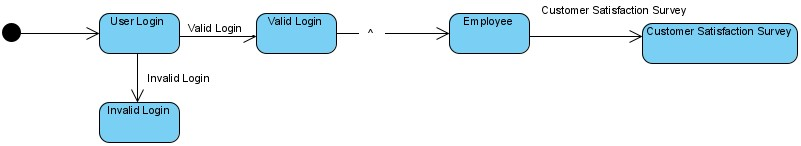 Customer Satisfaction Survey
User Login
Valid Login
Valid Login
^
Employee
Customer Satisfaction Survey
Invalid Login
Invalid Login